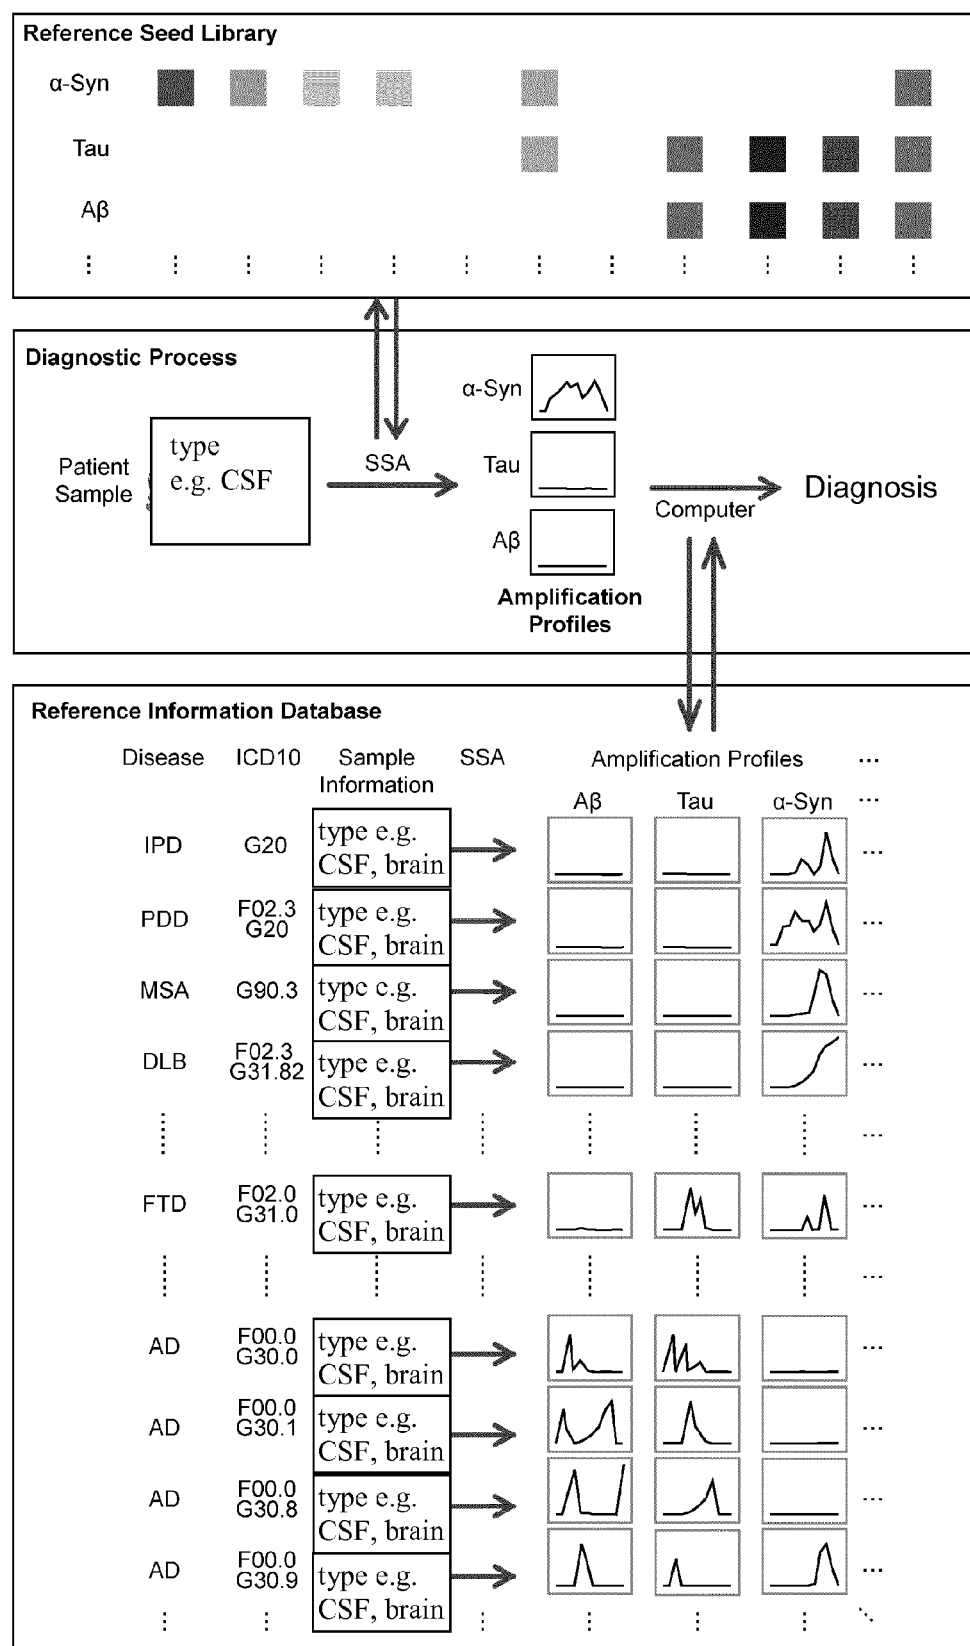 Reference Seed Library
α-Syn
Tau
Aβ
Diagnostic Process
Patient
Sample
type
e.g. CSF
SSA
α-Syn
Tau
Aβ
Amplification
Profiles
Computer
Diagnosis
Reference Information Database
Disease ICD10 Sample Information SSA Amplification Profiles ...
Aβ Tau α-Syn ...
IPD G20 type e.g. CSF, brain ...
PDD F02.3 G20 type e.g. CSF, brain ...
MSA G90.3 type e.g. CSF, brain ...
DLB F02.3 G31.82 type e.g. CSF, brain ...
FTD F02.0 G31.0 type e.g. CSF, brain ...
AD F00.0 G30.0 type e.g. CSF, brain ...
AD F00.0 G30.1 type e.g. CSF, brain ...
AD F00.0 G30.8 type e.g. CSF, brain ...
AD F00.0 G30.9 type e.g. CSF, brain ...